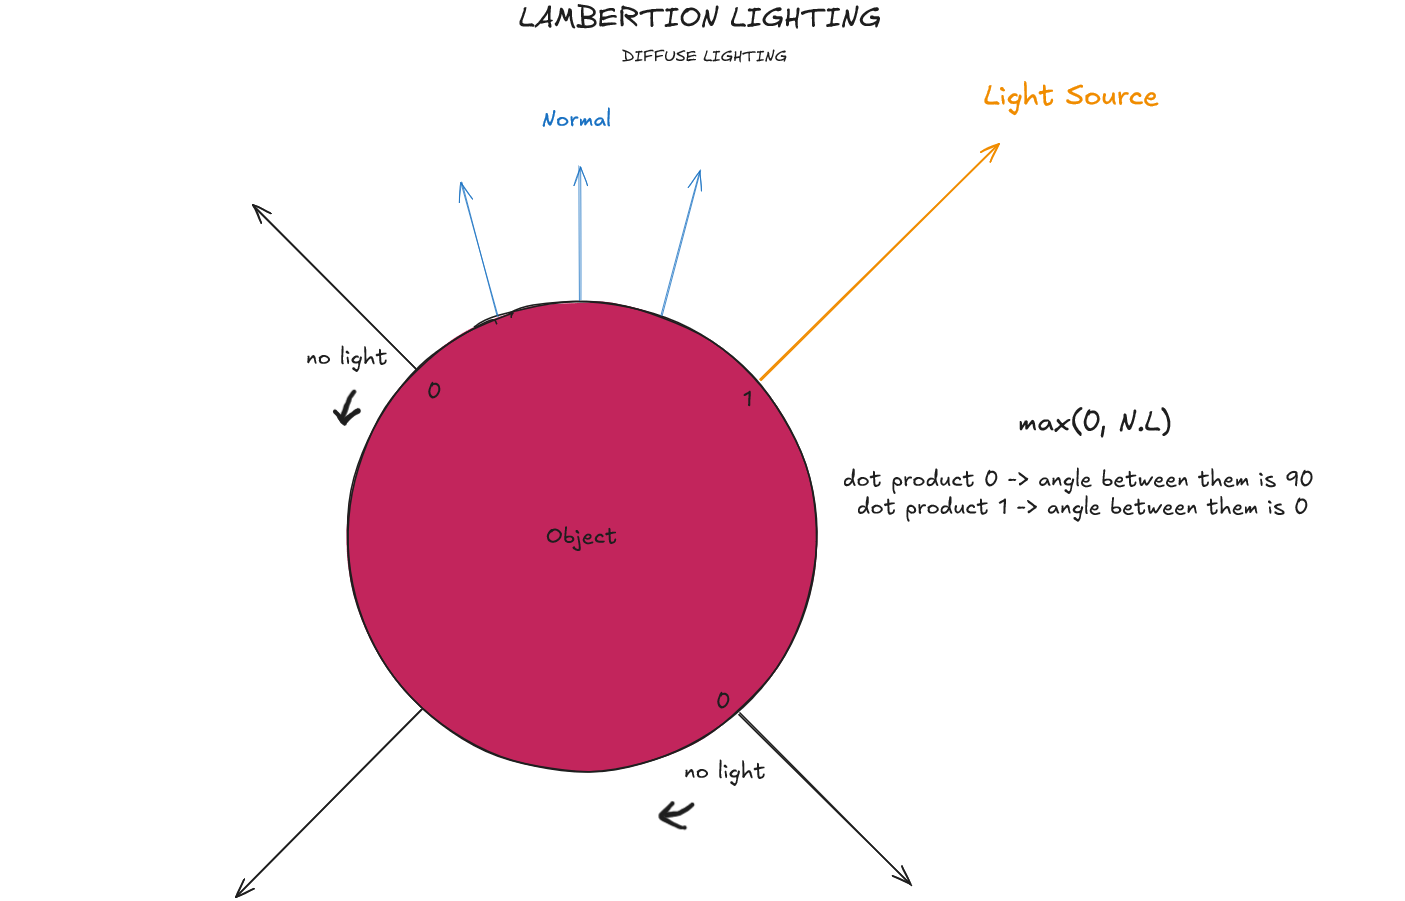 LAMBERTION LIGHTING
DIFFUSE LIGHTING
Light Source
Normal
no light
0
1
max(0, N.L)
dot product 0 -> angle between them is 90
dot product 1 -> angle between them is 0
Object
0
no light